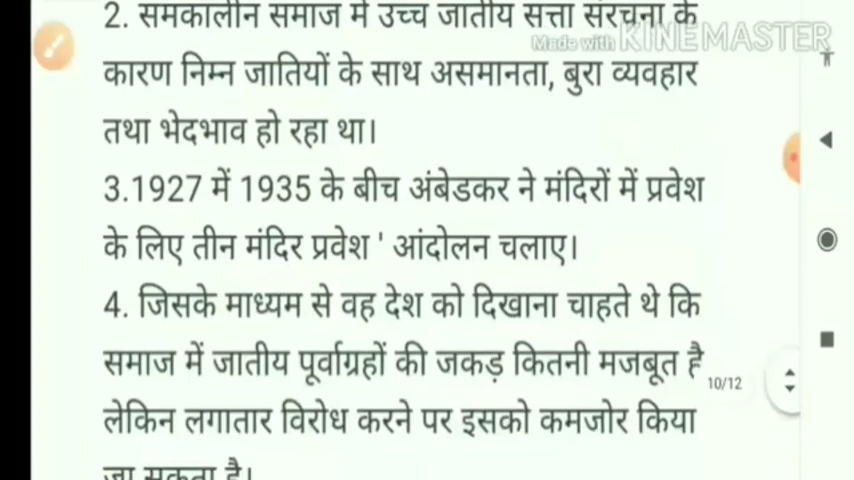 2. समकालीन समाज में उच्च जातीय सत्ता संरचना के
Made with KINEMASTER
कारण निम्न जातियों के साथ असमानता, बुरा व्यवहार
तथा भेदभाव हो रहा था।
3.1927 में 1935 के बीच अंबेडकर ने मंदिरों में प्रवेश
के लिए तीन मंदिर प्रवेश ' आंदोलन चलाए।
4. जिसके माध्यम से वह देश को दिखाना चाहते थे कि
समाज में जातीय पूर्वाग्रहों की जकड़ कितनी मजबूत है
10/12
लेकिन लगातार विरोध करने पर इसको कमजोर किया
जा सकता है।